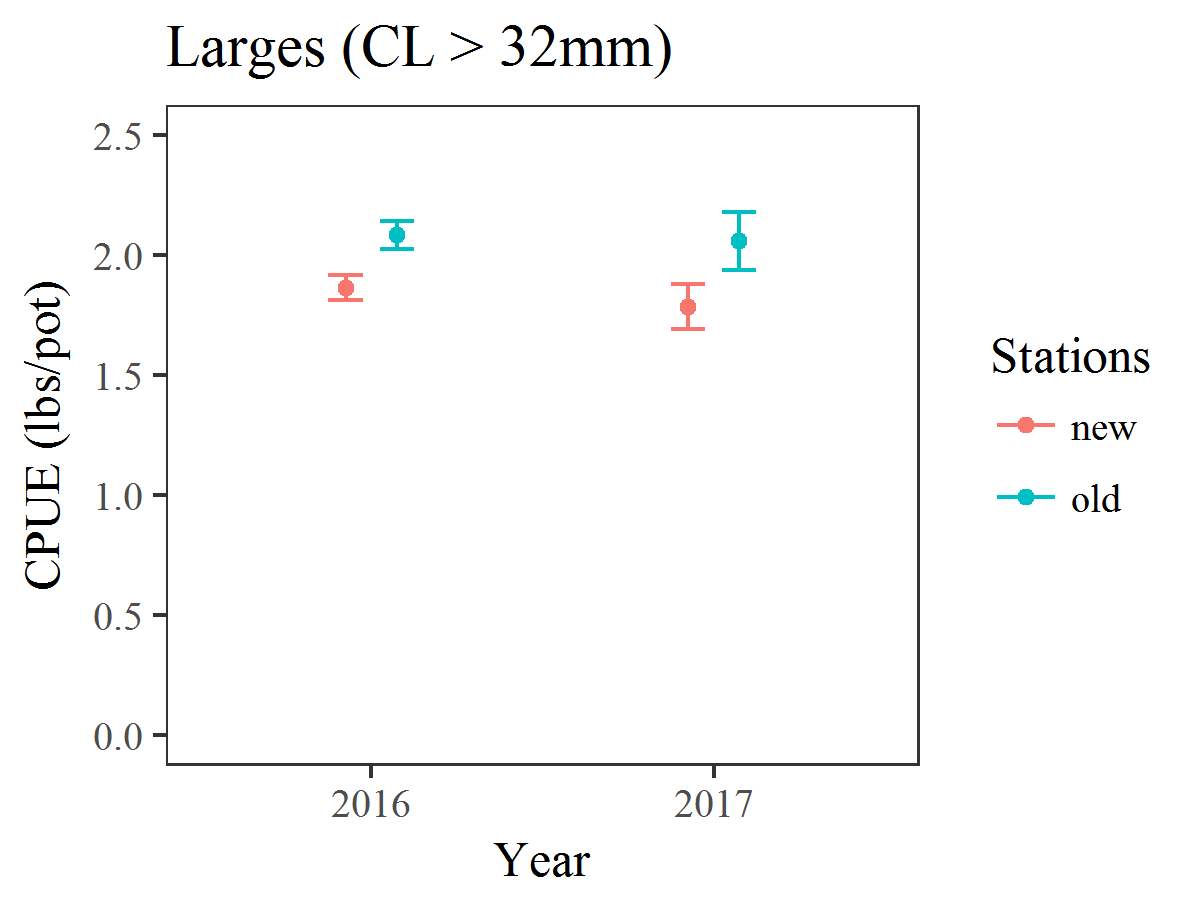 Larges (CL > 32mm)
2.5
2.0
1.5
1.0
0.5
0.0
CPUE (lbs/pot)
2016
2017
Year
Stations
new
old